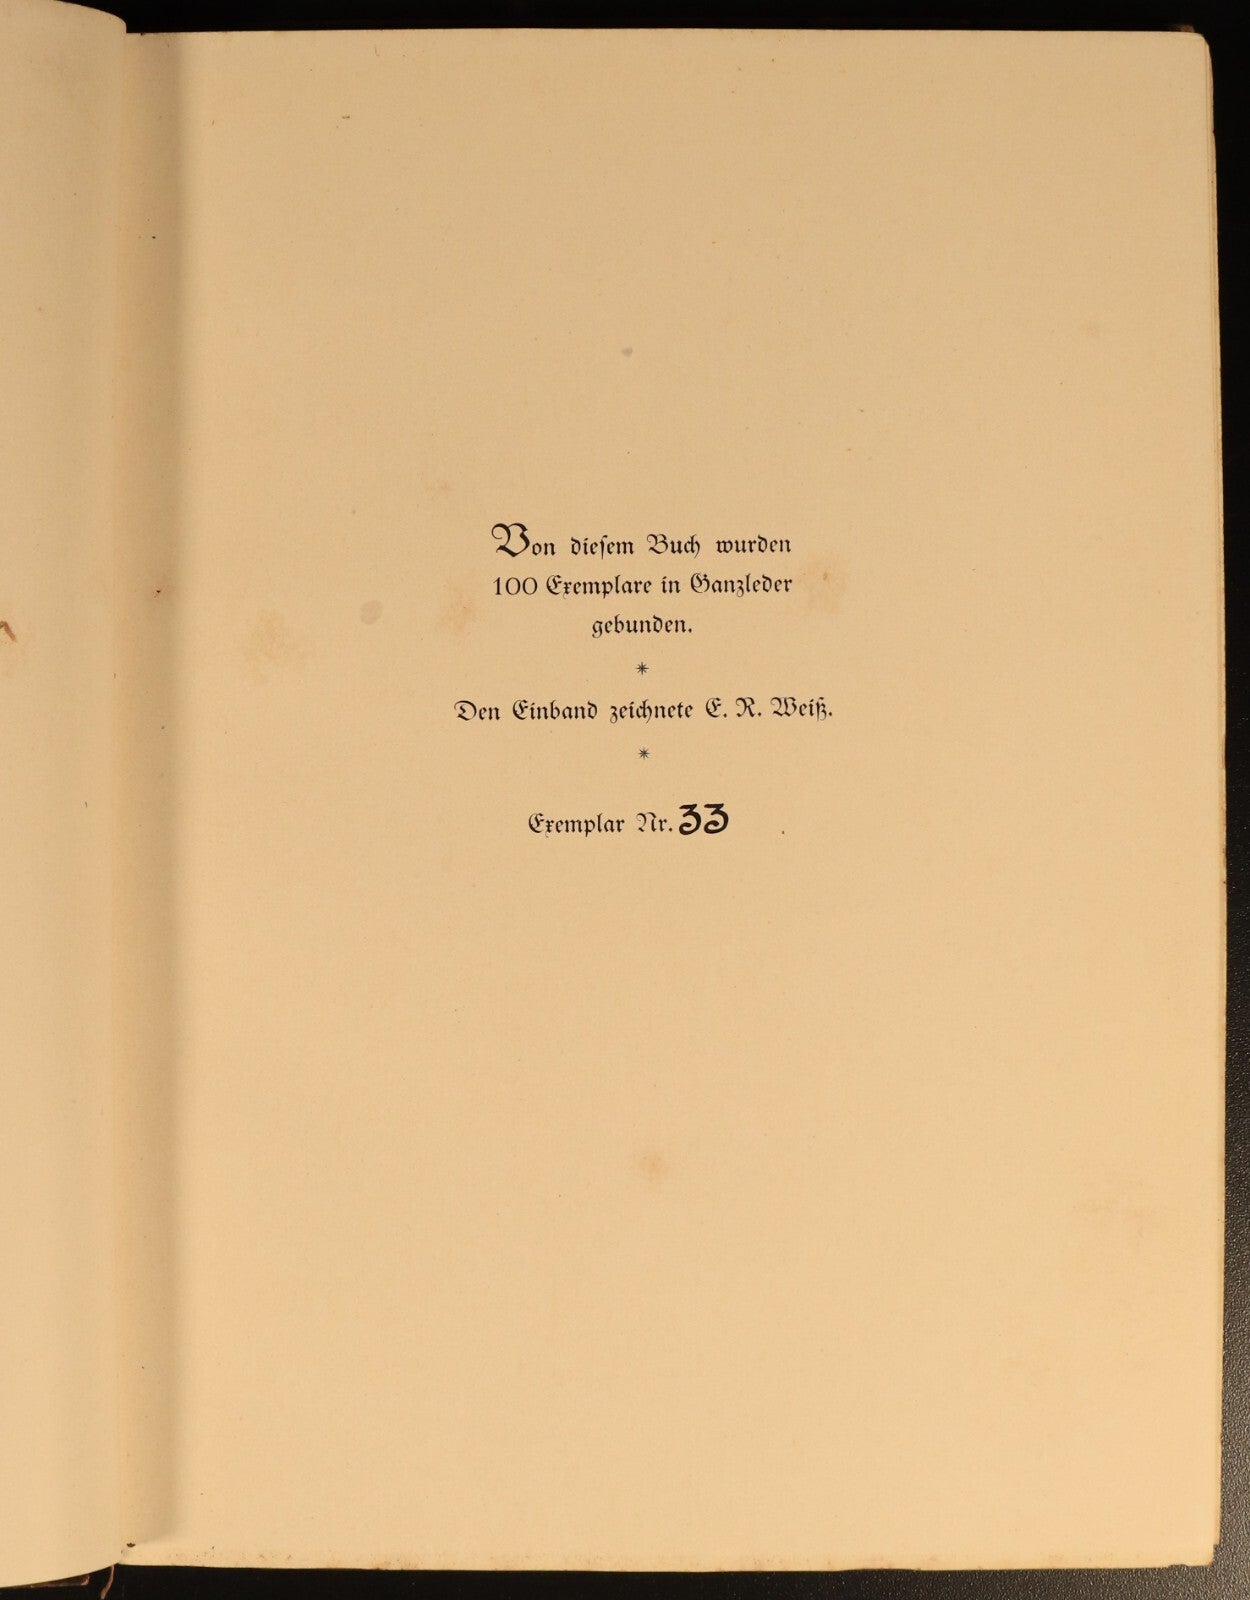 Von dieſem Buch wurden
100 Exemplare in Ganzleder
gebunden.
*
Den Einband zeichnete E. R. Weiß.
*
Exemplar Nr. 33